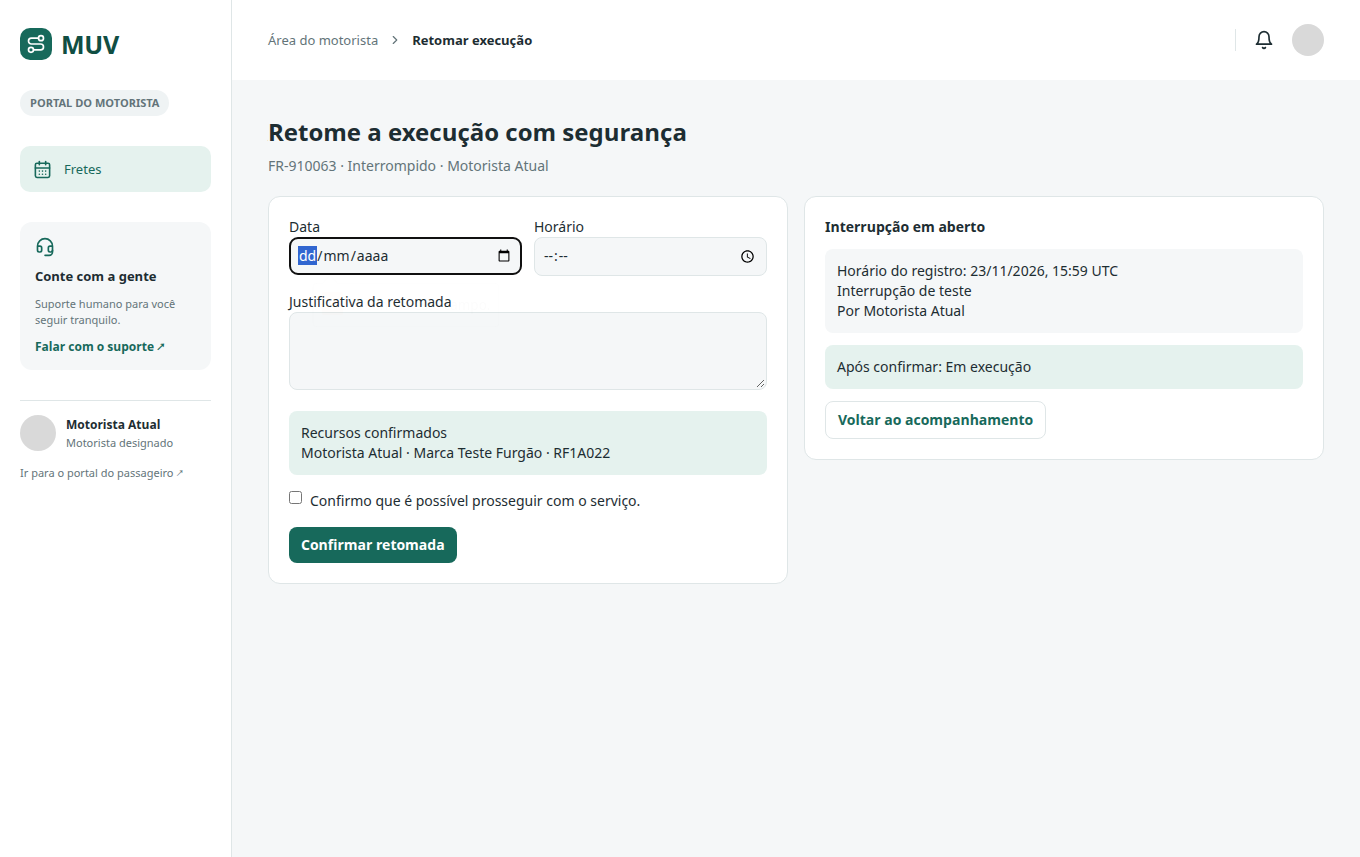 MUV
PORTAL DO MOTORISTA
Fretes
Conte com a gente
Suporte humano para você
seguir tranquilo.
Falar com o suporte ↗
Motorista Atual
Motorista designado
Ir para o portal do passageiro ↗
Área do motorista > Retomar execução
Retome a execução com segurança
FR-910063 · Interrompido · Motorista Atual
Data
dd/mm/aaaa
Horário
--:--
Justificativa da retomada
Recursos confirmados
Motorista Atual · Marca Teste Furgão · RF1A022
Confirmo que é possível prosseguir com o serviço.
Confirmar retomada
Interrupção em aberto
Horário do registro: 23/11/2026, 15:59 UTC
Interrupção de teste
Por Motorista Atual
Após confirmar: Em execução
Voltar ao acompanhamento